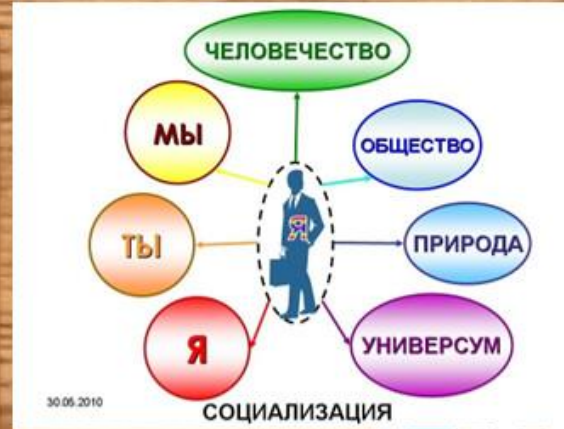 ЧЕЛОВЕЧЕСТВО
МЫ
ОБЩЕСТВО
Я
ТЫ
ПРИРОДА
Я
УНИВЕРСУМ
30.05.2010
СОЦИАЛИЗАЦИЯ